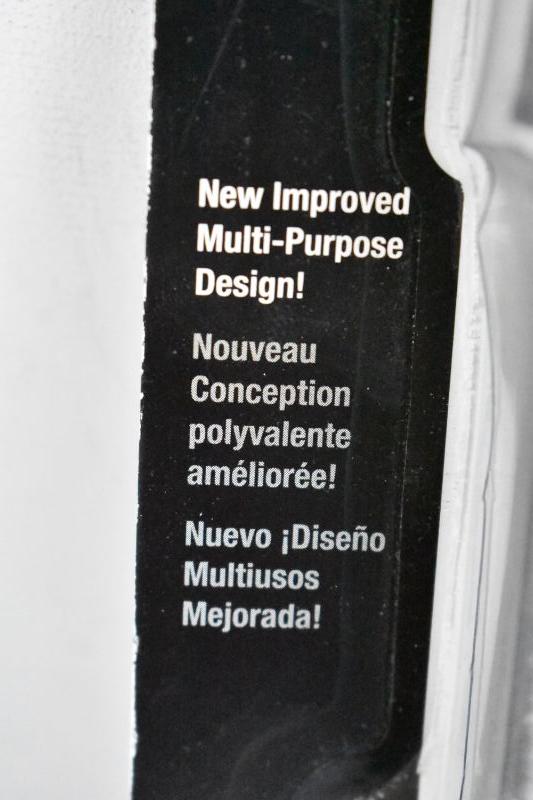 New Improved
Multi-Purpose
Design!
Nouveau
Conception
polyvalente
améliorée!
Nuevo ¡Diseño
Multiusos
Mejorada!